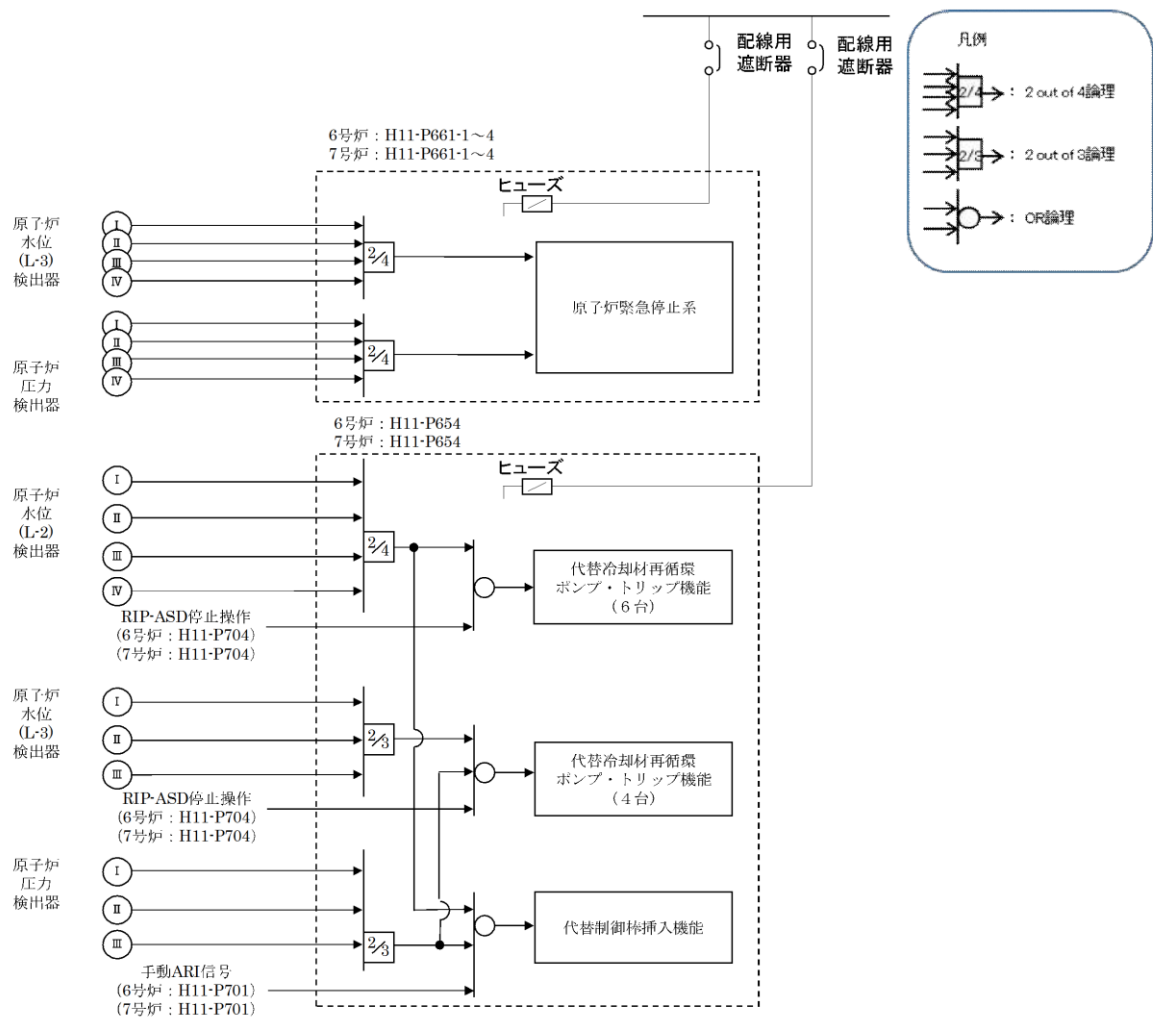 配線用
遮断器
配線用
遮断器
凡例
2/4
： 2 out of 4論理
2/3
： 2 out of 3論理
： OR論理
6号炉：H11-P661-1～4
7号炉：H11-P661-1～4
ヒューズ
原子炉
水位
(L-3)
検出器
Ⅰ
Ⅱ
Ⅲ
Ⅳ
2/4
原子炉緊急停止系
原子炉
圧力
検出器
Ⅰ
Ⅱ
Ⅲ
Ⅳ
2/4
6号炉：H11-P654
7号炉：H11-P654
ヒューズ
原子炉
水位
(L-2)
検出器
Ⅰ
Ⅱ
Ⅲ
Ⅳ
2/4
代替冷却材再循環
ポンプ・トリップ機能
（６台）
RIP-ASD停止操作
(6号炉：H11-P704)
(7号炉：H11-P704)
原子炉
水位
(L-3)
検出器
Ⅰ
Ⅱ
Ⅲ
2/3
代替冷却材再循環
ポンプ・トリップ機能
（４台）
RIP-ASD停止操作
(6号炉：H11-P704)
(7号炉：H11-P704)
原子炉
圧力
検出器
Ⅰ
Ⅱ
Ⅲ
2/3
代替制御棒挿入機能
手動ARI信号
(6号炉：H11-P701)
(7号炉：H11-P701)